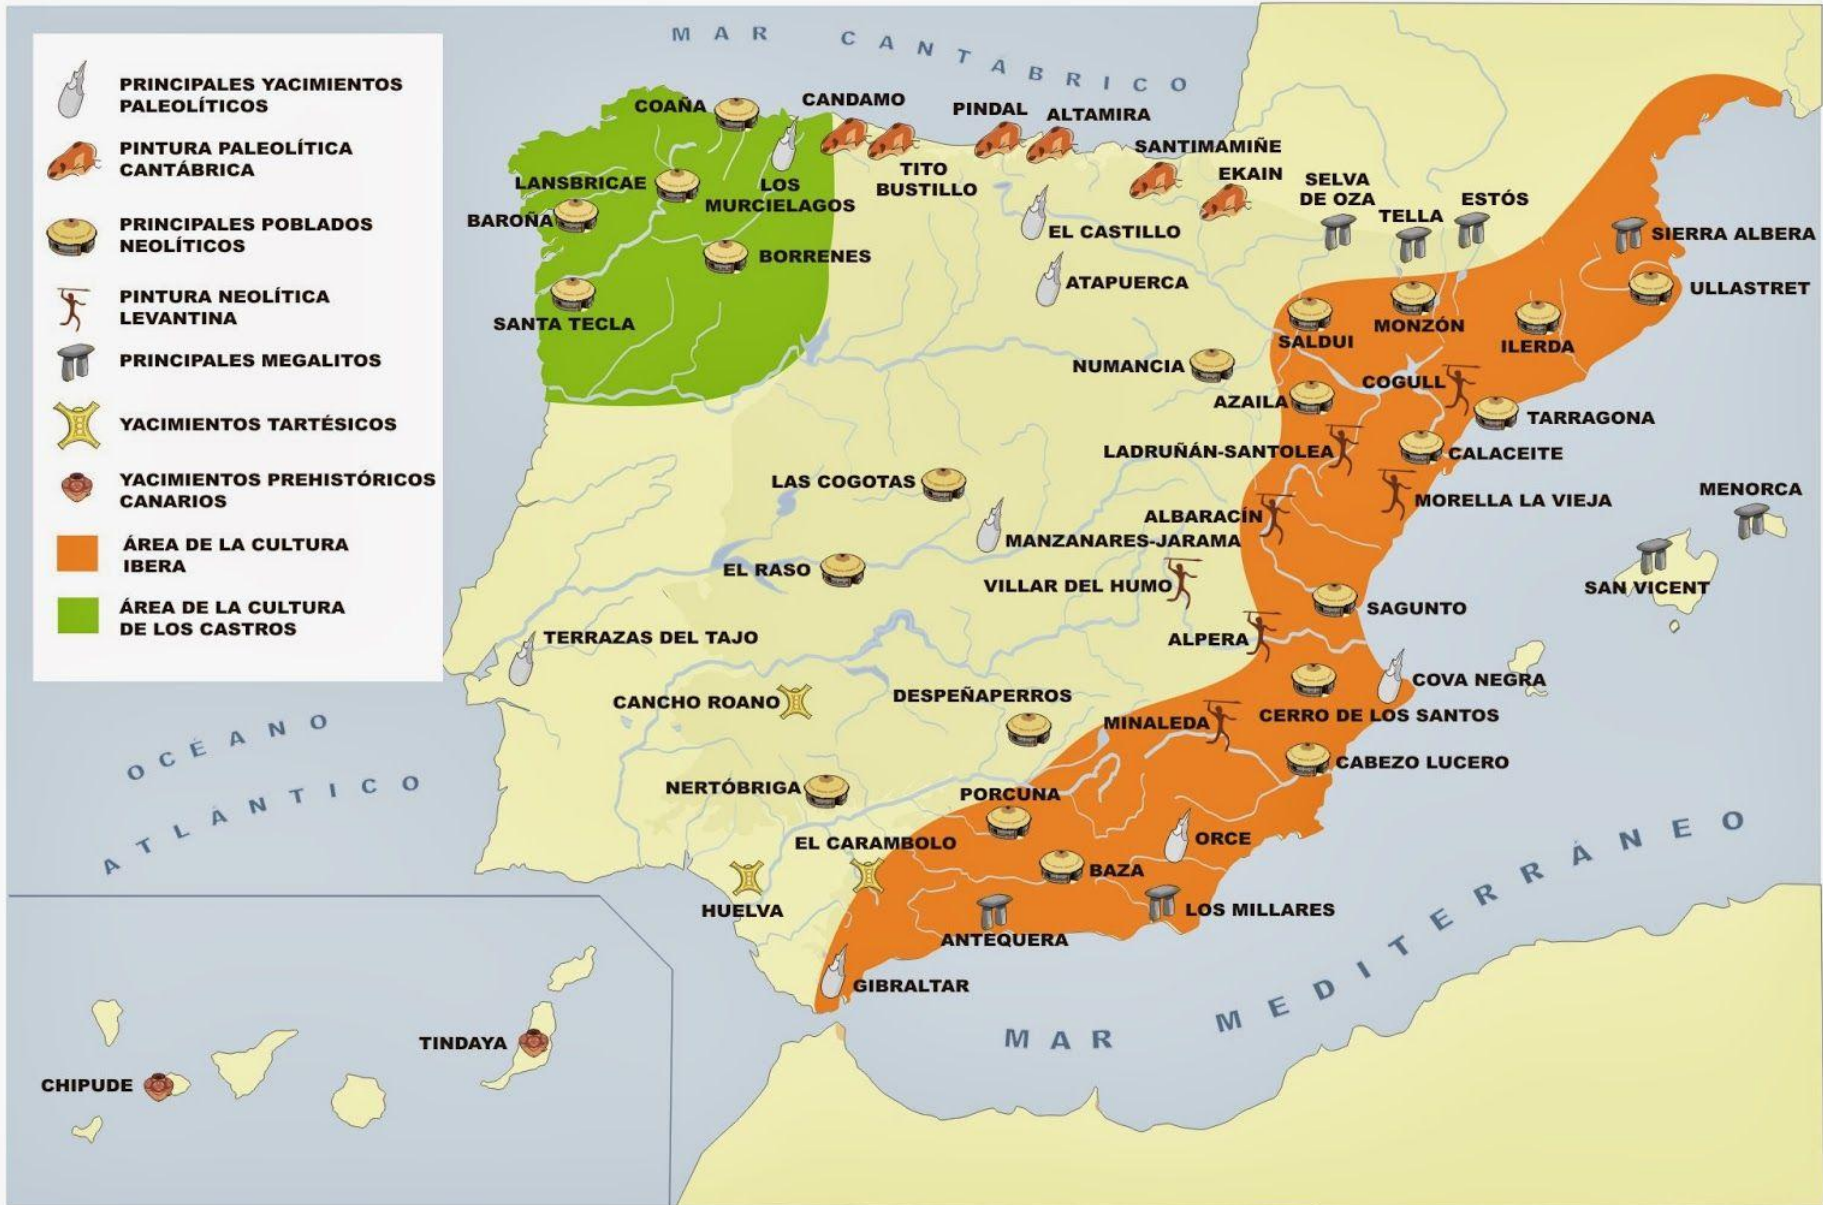 PRINCIPALES YACIMIENTOS
PALEOLÍTICOS
PINTURA PALEOLÍTICA
CANTÁBRICA
PRINCIPALES POBLADOS
NEOLÍTICOS
PINTURA NEOLÍTICA
LEVANTINA
PRINCIPALES MEGALITOS
YACIMIENTOS TARTÉSICOS
YACIMIENTOS PREHISTÓRICOS
CANARIOS
ÁREA DE LA CULTURA
IBERA
ÁREA DE LA CULTURA
DE LOS CASTROS
MAR CANTÁBRICO
COAÑA
CANDAMO
PINDAL
ALTAMIRA
SANTIMAMIÑE
EKAIN
TITO
BUSTILLO
LANSBRICAE
LOS
MURCIELAGOS
BAROÑA
BORRENES
SANTA TECLA
EL CASTILLO
ATAPUERCA
SELVA
DE OZA
TELLA
ESTÓS
SIERRA ALBERA
ULLASTRET
SALDUI
MONZÓN
ILERDA
NUMANCIA
COGULL
AZAILA
TARRAGONA
LADRUÑÁN-SANTOLEA
CALACEITE
LAS COGOTAS
MORELLA LA VIEJA
MENORCA
ALBARACÍN
MANZANARES-JARAMA
EL RASO
VILLAR DEL HUMO
SAN VICENT
SAGUNTO
TERRAZAS DEL TAJO
ALPERA
CANCHO ROANO
DESPEÑAPERROS
COVA NEGRA
MINALEDA
CERRO DE LOS SANTOS
CABEZO LUCERO
NERTÓBRIGA
PORCUNA
EL CARAMBOLO
ORCE
BAZA
HUELVA
LOS MILLARES
ANTEQUERA
GIBRALTAR
OCÉANO
ATLÁNTICO
MAR MEDITERRÁNEO
TINDAYA
CHIPUDE